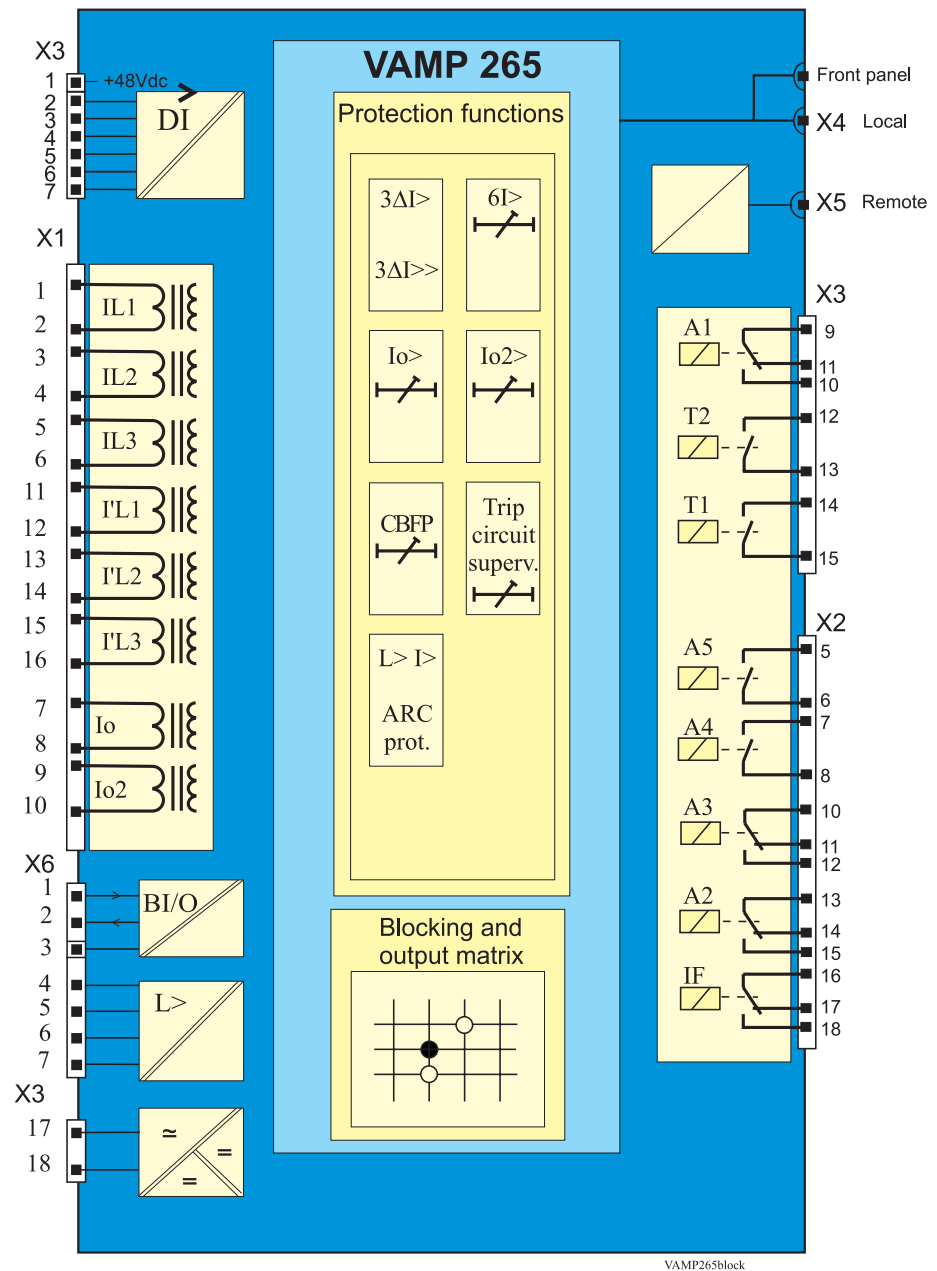 VAMP 265
X3
1
+48Vdc
2
3
4
5
6
7
DI
X1
1
2
IL1
3
4
IL2
5
6
IL3
11
12
I'L1
13
14
I'L2
15
16
I'L3
7
8
Io
9
10
Io2
X6
1
2
3
BI/O
4
5
6
7
L>
X3
17
18
≃
=
=
Protection functions
3ΔI>
3ΔI>>
6I>
Io>
Io2>
CBFP
Trip
circuit
superv.
L> I>
ARC
prot.
Blocking and
output matrix
Front panel
X4 Local
X5 Remote
X3
A1
9
11
10
T2
12
13
T1
14
15
X2
A5
5
6
A4
7
8
A3
10
11
12
A2
13
14
15
IF
16
17
18
VAMP265block